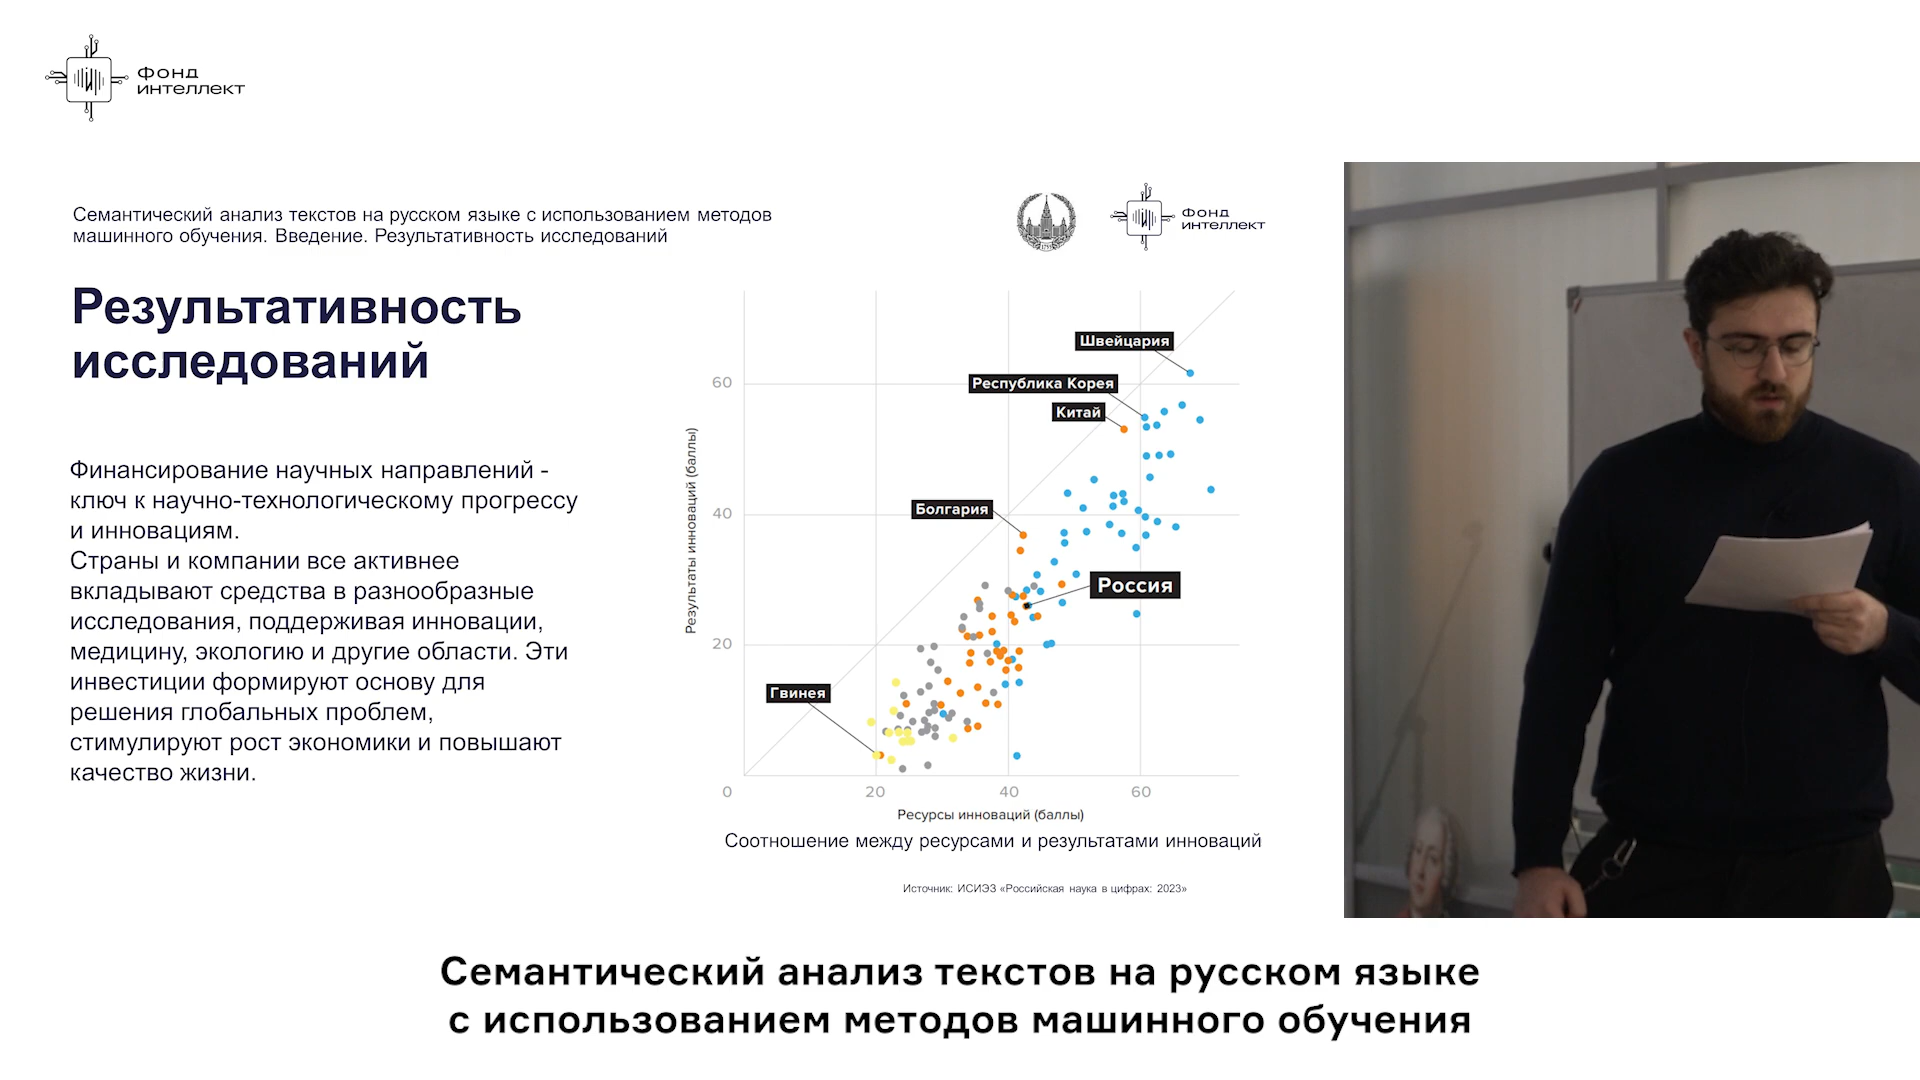 Фонд
интеллект
Семантический анализ текстов на русском языке с использованием методов
машинного обучения. Введение. Результативность исследований
Фонд
интеллект
Результативность
исследований
Финансирование научных направлений -
ключ к научно-технологическому прогрессу
и инновациям.
Страны и компании все активнее
вкладывают средства в разнообразные
исследования, поддерживая инновации,
медицину, экологию и другие области. Эти
инвестиции формируют основу для
решения глобальных проблем,
стимулируют рост экономики и повышают
качество жизни.
Результаты инноваций (баллы)
Швейцария
60
Республика Корея
Китай
Болгария
40
Россия
20
Гвинея
0
20
40
60
Ресурсы инноваций (баллы)
Соотношение между ресурсами и результатами инноваций
Источник: ИСИЭЗ «Российская наука в цифрах: 2023»
Семантический анализ текстов на русском языке
с использованием методов машинного обучения